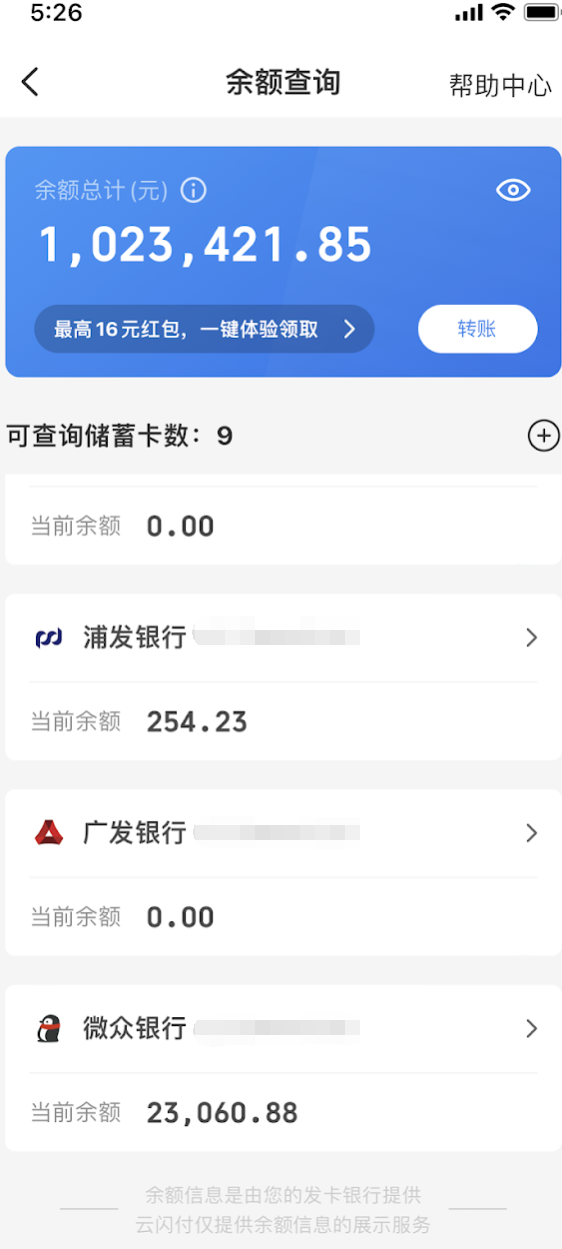 5:26
余额查询
帮助中心
余额总计(元)
1,023,421.85
最高16元红包，一键体验领取
转账
可查询储蓄卡数：9
当前余额 0.00
浦发银行
当前余额 254.23
广发银行
当前余额 0.00
微众银行
当前余额 23,060.88
余额信息是由您的发卡银行提供
云闪付仅提供余额信息的展示服务